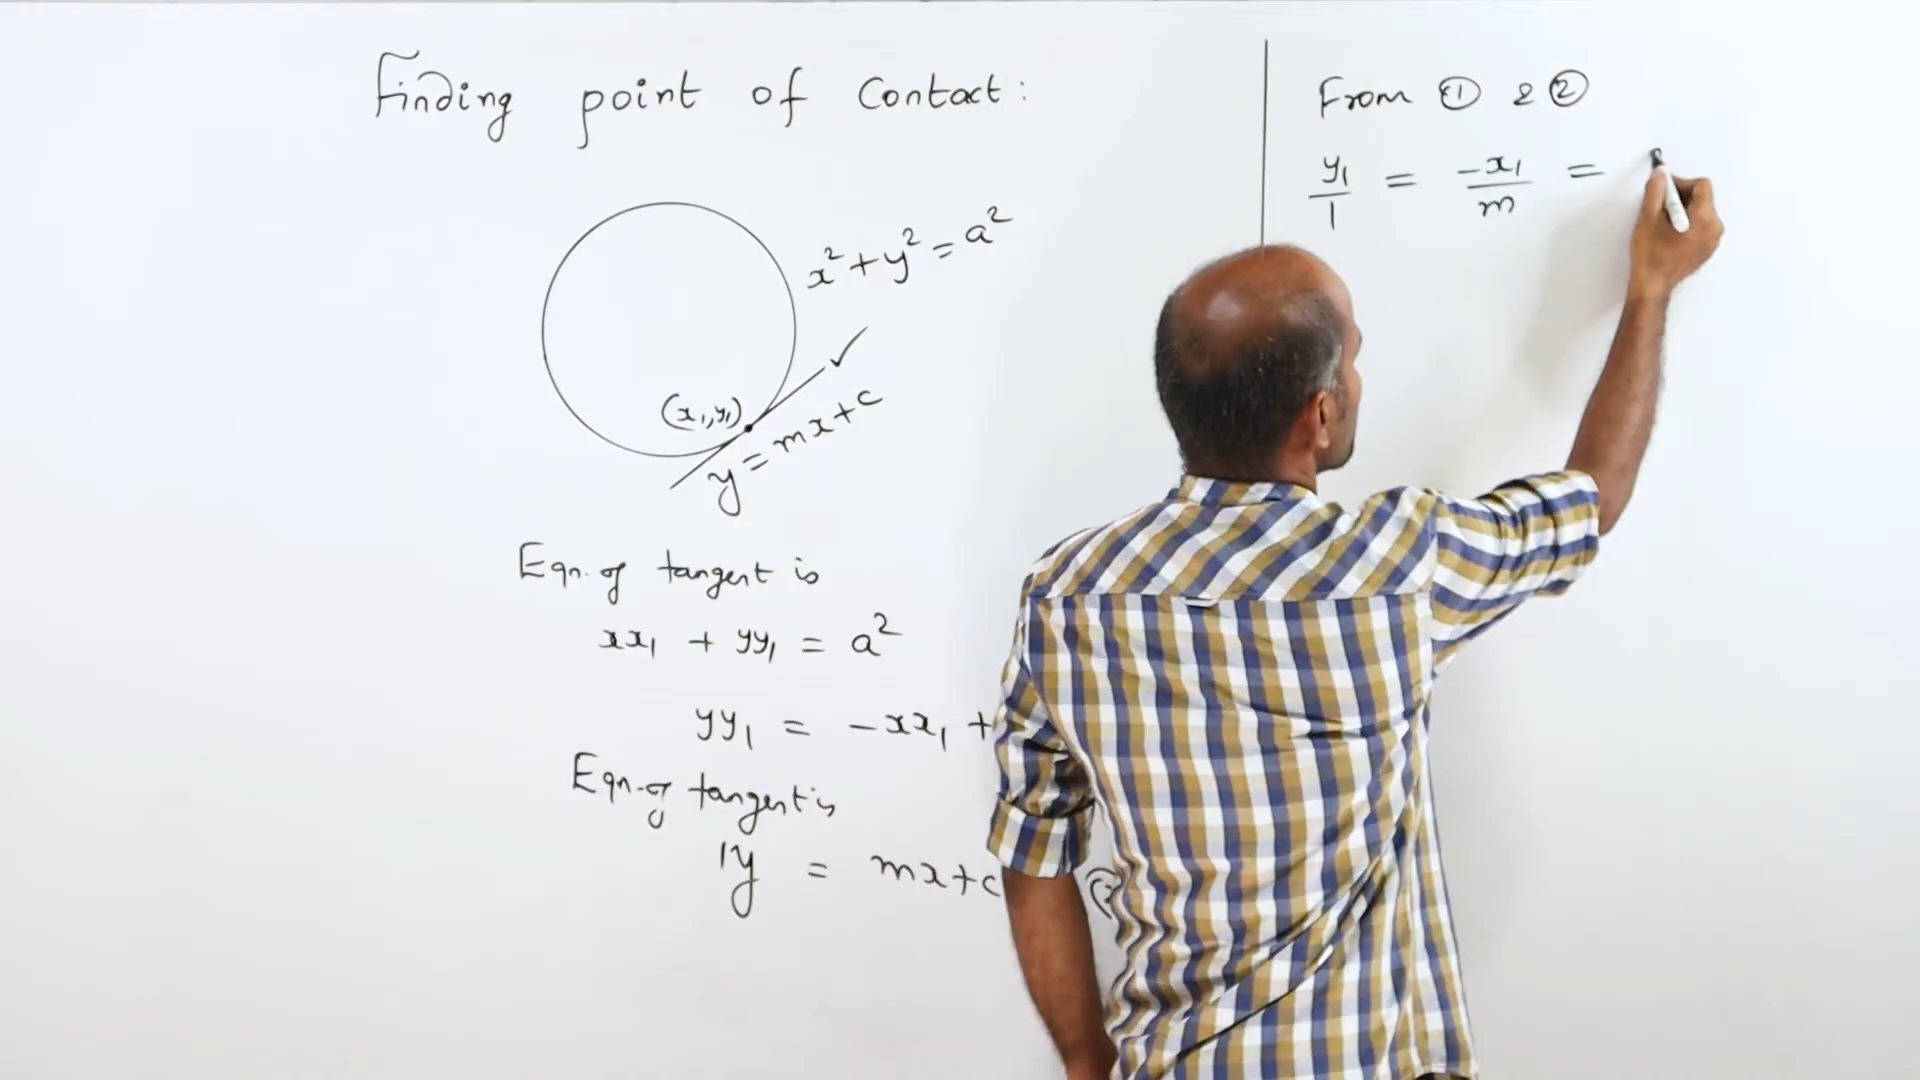 Finding point of Contact:
x² + y² = a²
(x₁, y₁)
y = mx + c
Eqn. of tangent is
xx₁ + yy₁ = a²
yy₁ = -xx₁ +
Eqn. of tangent is
1y = mx + c
From ① & ②
y₁/1 = -x₁/m =